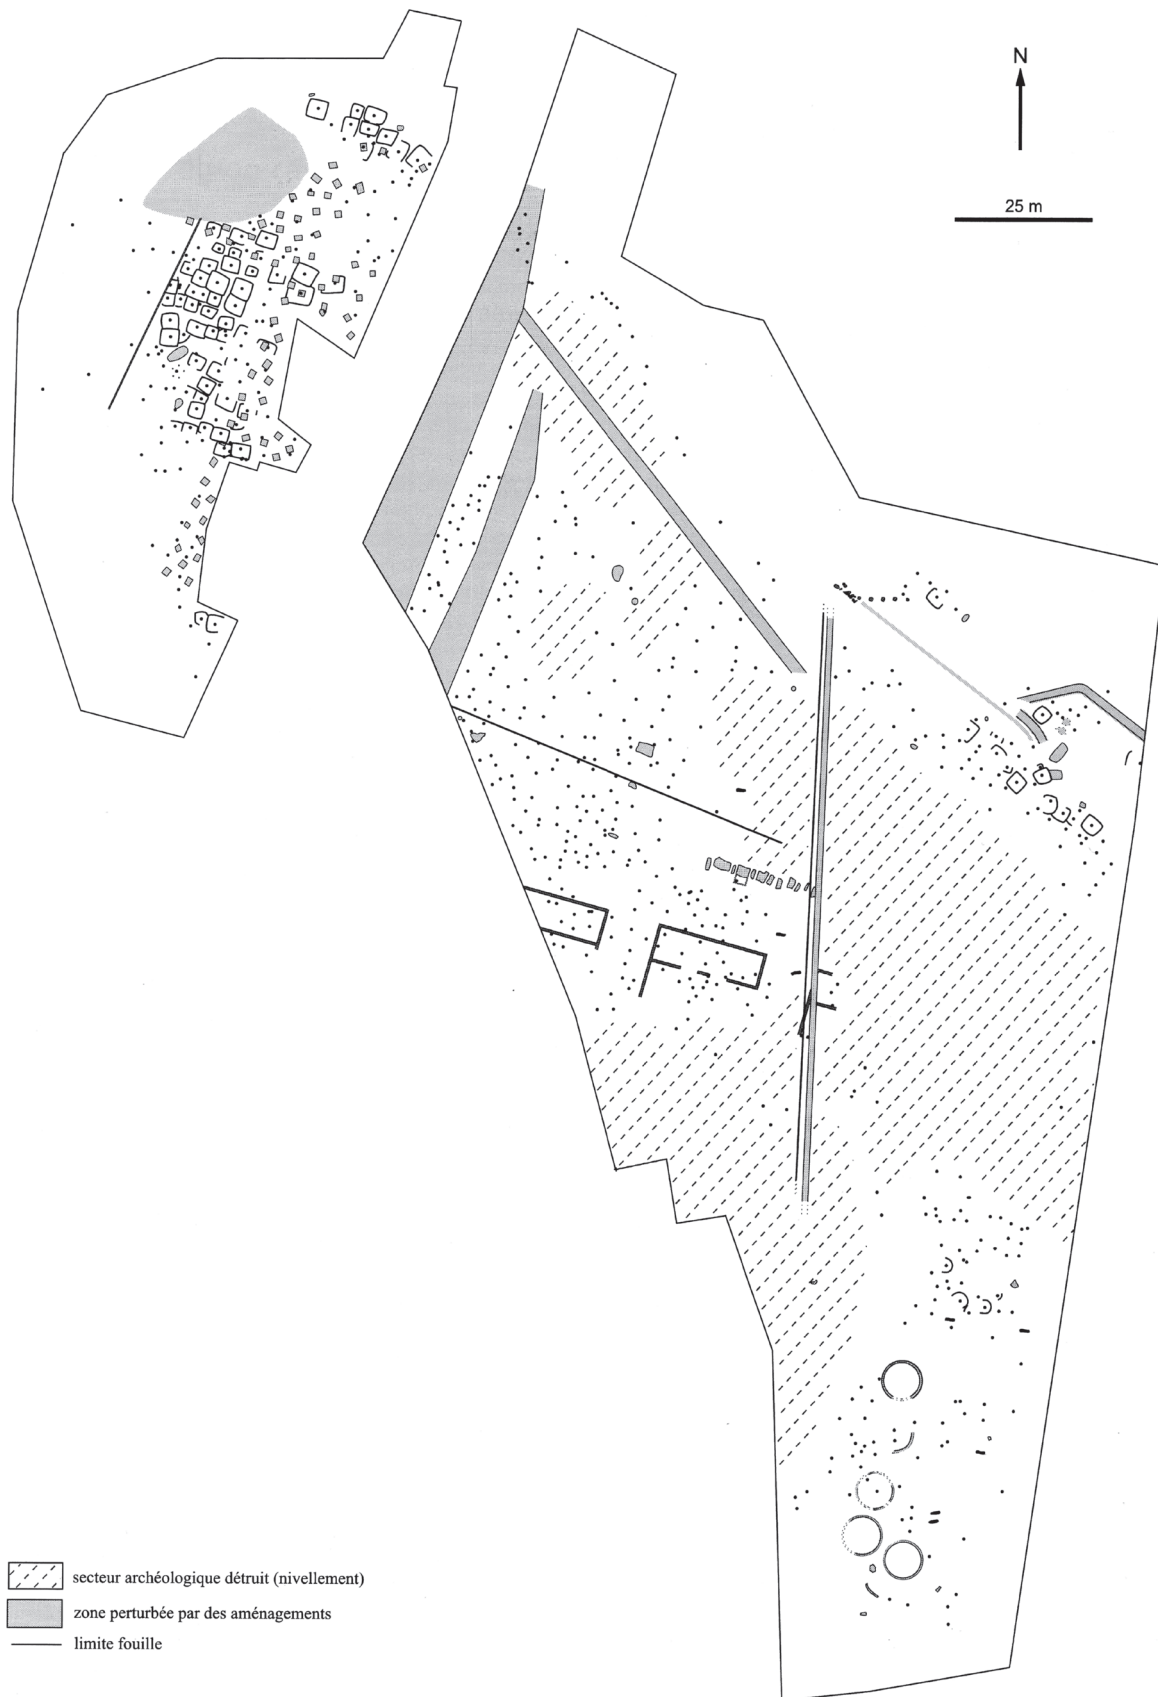 N
25 m
secteur archéologique détruit (nivellement)
zone perturbée par des aménagements
limite fouille